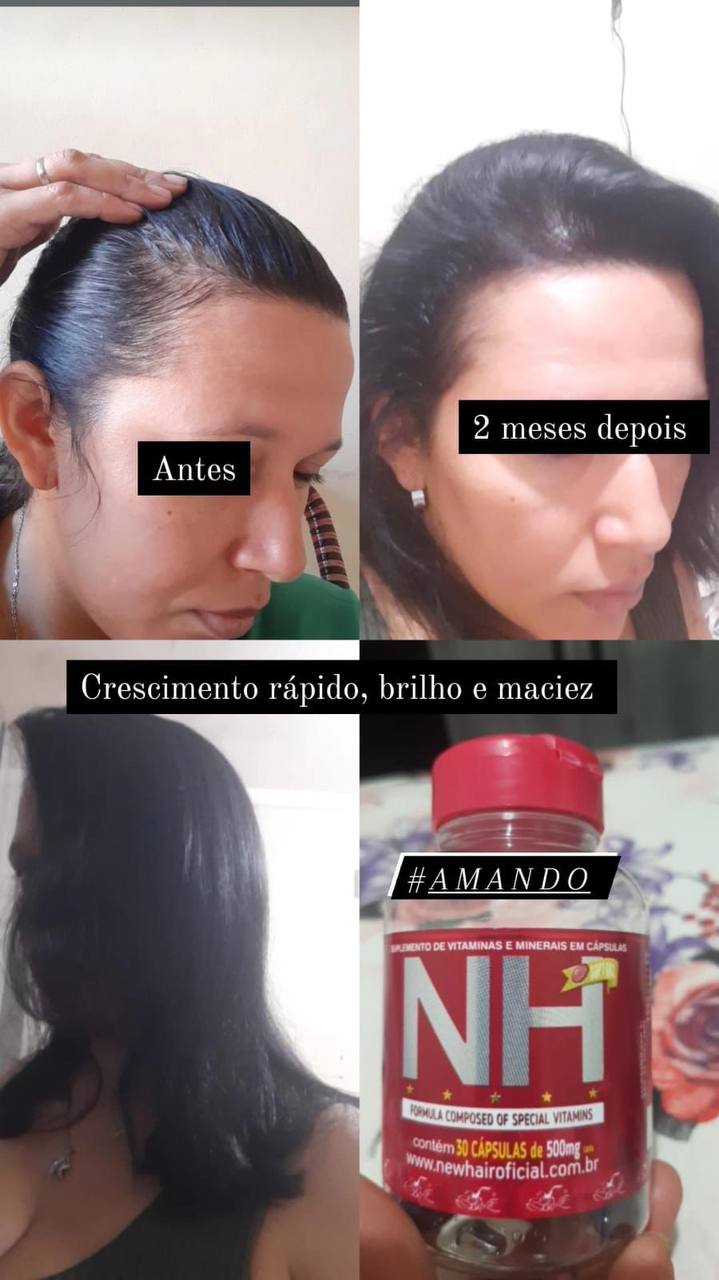 Antes
2 meses depois
Crescimento rápido, brilho e maciez
#AMANDO
SUPLEMENTO DE VITAMINAS E MINERAIS EM CÁPSULAS
NH
FORMULA COMPOSED OF SPECIAL VITAMINS
contém 30 CÁPSULAS de 500mg
www.newhairoficial.com.br